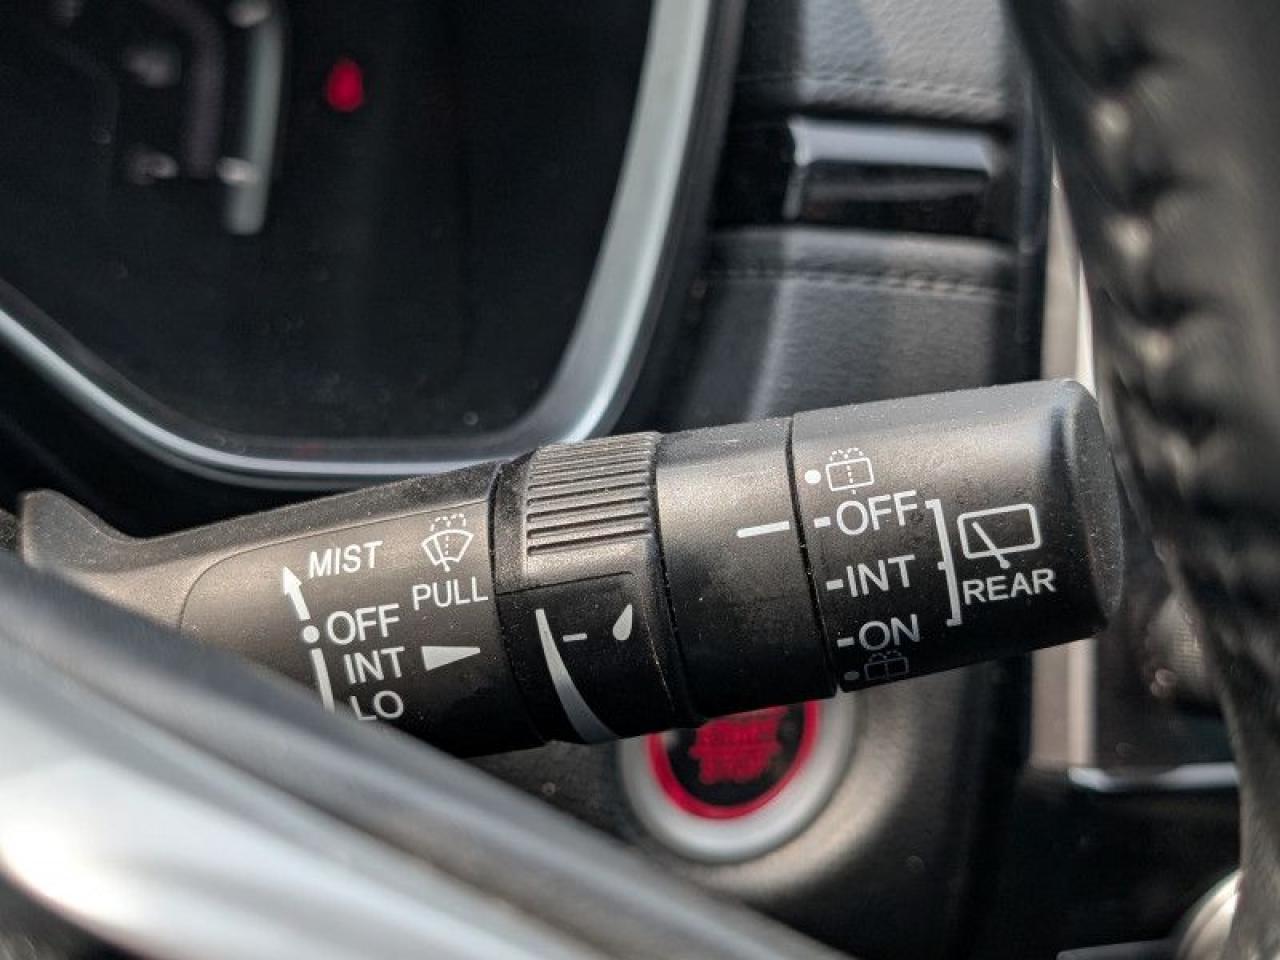 MIST
PULL
OFF
INT
LO
OFF
INT
ON
REAR